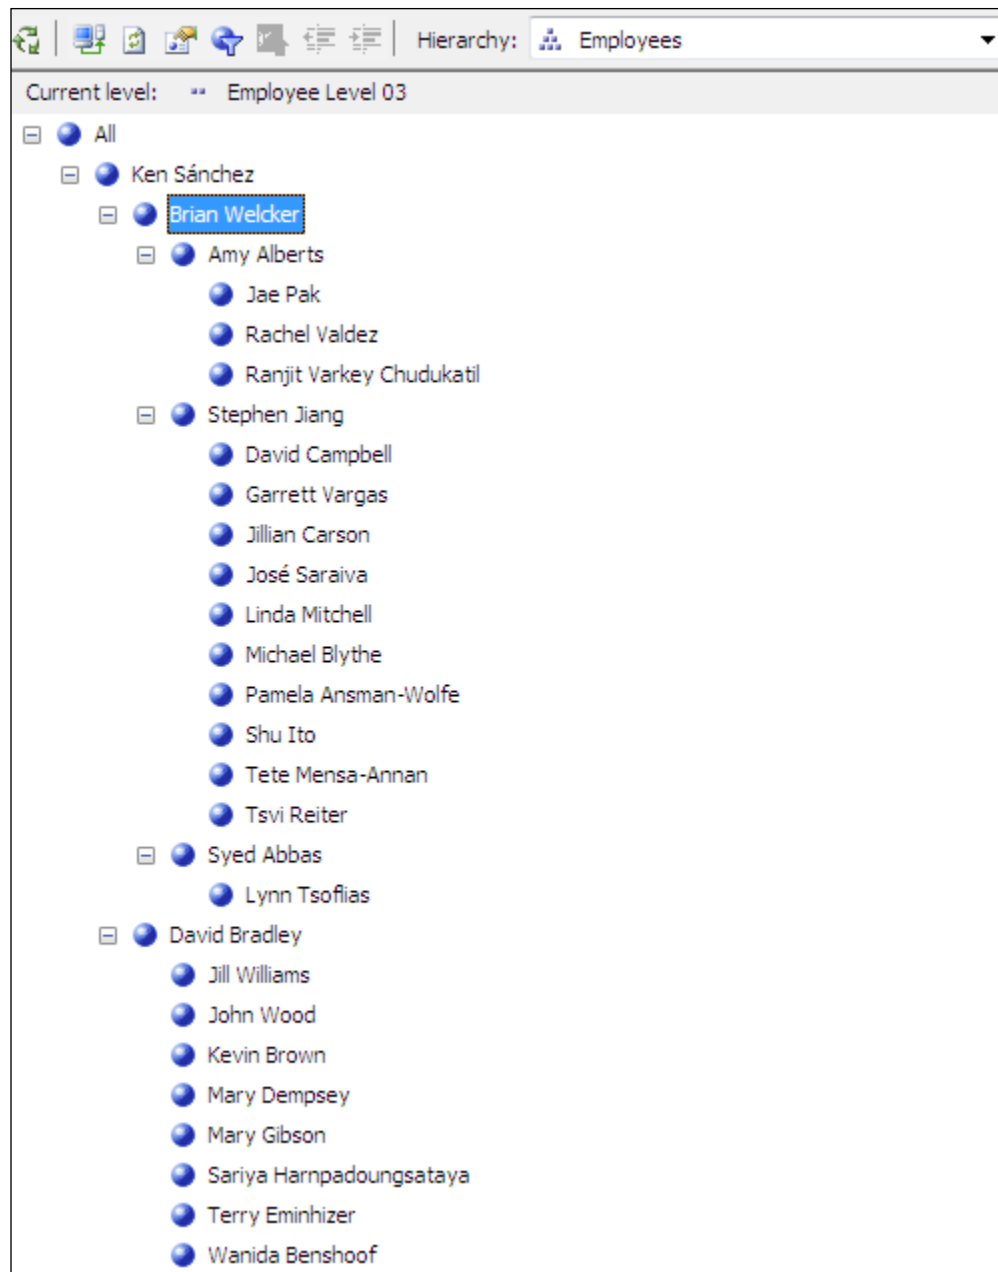 Hierarchy: Employees
Current level: Employee Level 03
All
Ken Sánchez
Brian Welcker
Amy Alberts
Jae Pak
Rachel Valdez
Ranjit Varkey Chudukatil
Stephen Jiang
David Campbell
Garrett Vargas
Jillian Carson
José Saraiva
Linda Mitchell
Michael Blythe
Pamela Ansman-Wolfe
Shu Ito
Tete Mensa-Annan
Tsvi Reiter
Syed Abbas
Lynn Tsoflias
David Bradley
Jill Williams
John Wood
Kevin Brown
Mary Dempsey
Mary Gibson
Sariya Harnpadoungsataya
Terry Eminhizer
Wanida Benshoof